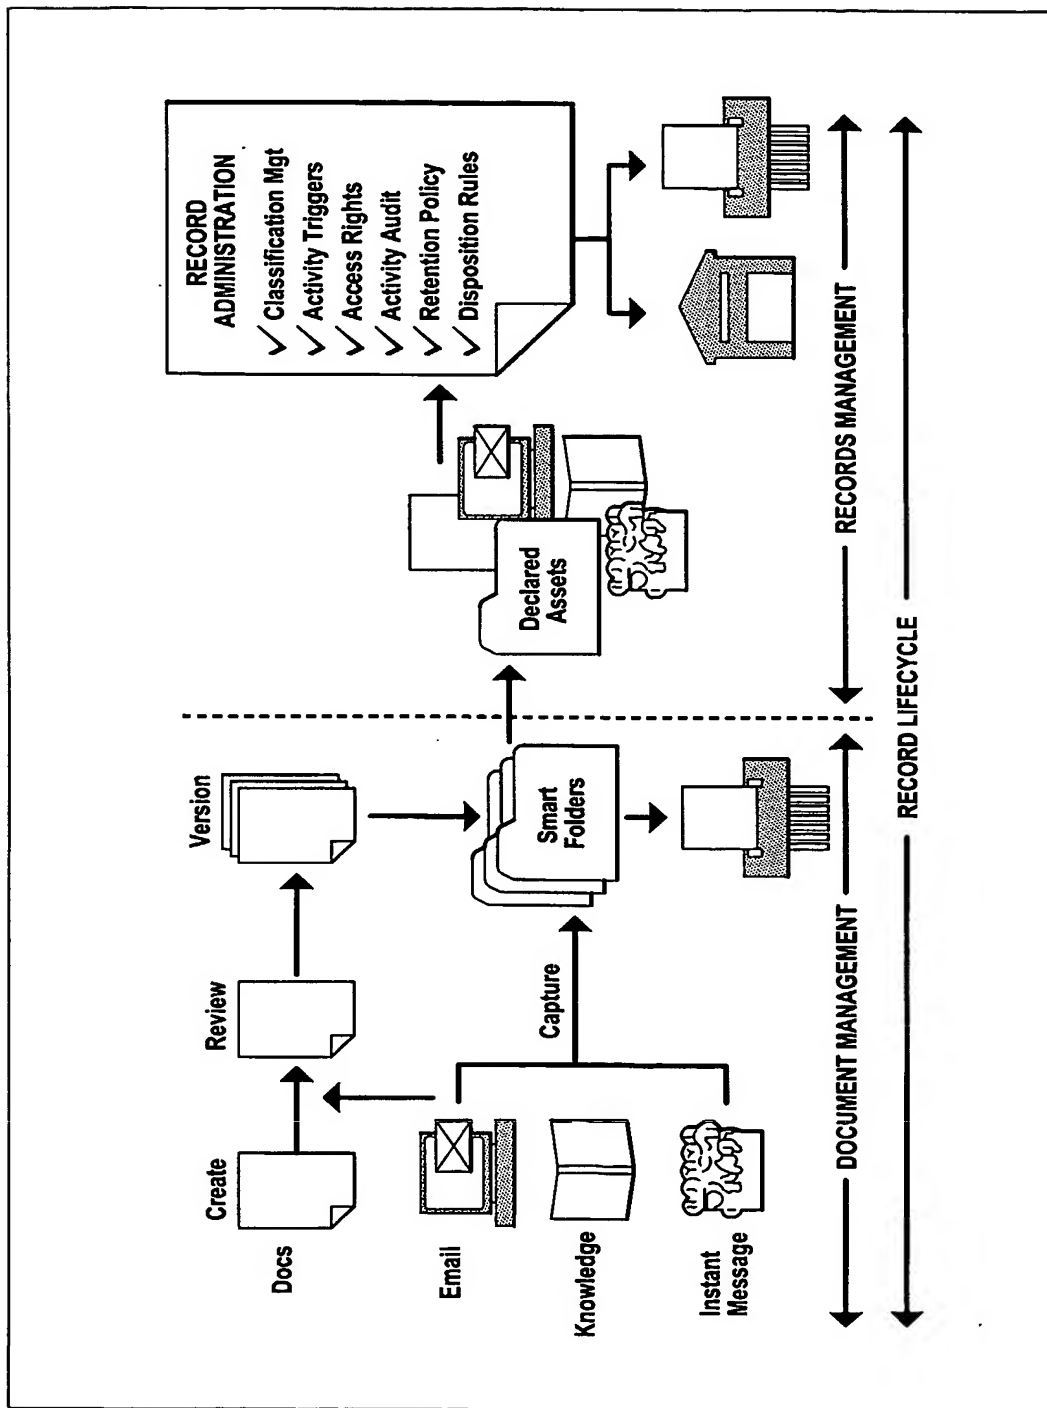 Create
Review
Version
Docs
Email
Knowledge
Instant
Message
Capture
Smart
Folders
Declared
Assets
RECORD
ADMINISTRATION
✓ Classification Mgt
✓ Activity Triggers
✓ Access Rights
✓ Activity Audit
✓ Retention Policy
✓ Disposition Rules
DOCUMENT MANAGEMENT
RECORDS MANAGEMENT
RECORD LIFECYCLE